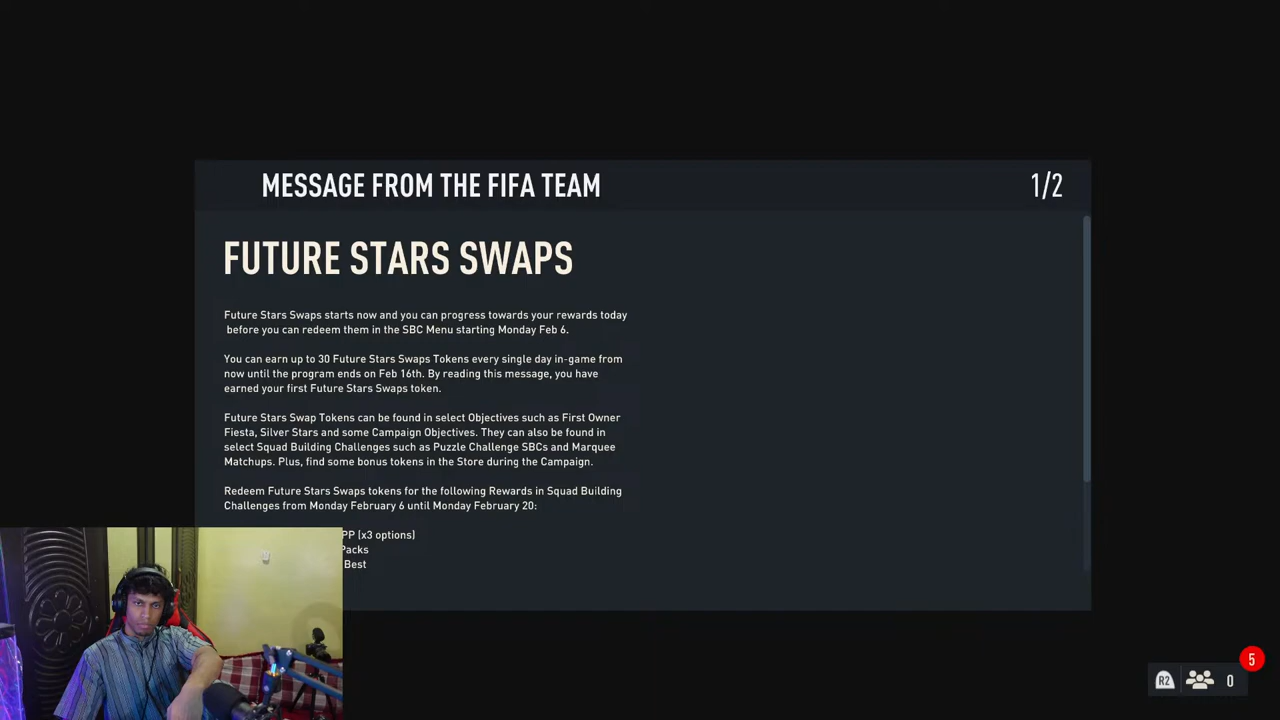 MESSAGE FROM THE FIFA TEAM
1/2
FUTURE STARS SWAPS
Future Stars Swaps starts now and you can progress towards your rewards today
before you can redeem them in the SBC Menu starting Monday Feb 6.
You can earn up to 30 Future Stars Swaps Tokens every single day in-game from
now until the program ends on Feb 16th. By reading this message, you have
earned your first Future Stars Swaps token.
Future Stars Swap Tokens can be found in select Objectives such as First Owner
Fiesta, Silver Stars and some Campaign Objectives. They can also be found in
select Squad Building Challenges such as Puzzle Challenge SBCs and Marquee
Matchups. Plus, find some bonus tokens in the Store during the Campaign.
Redeem Future Stars Swaps tokens for the following Rewards in Squad Building
Challenges from Monday February 6 until Monday February 20:
PP (x3 options)
Packs
Best
5
R2
0